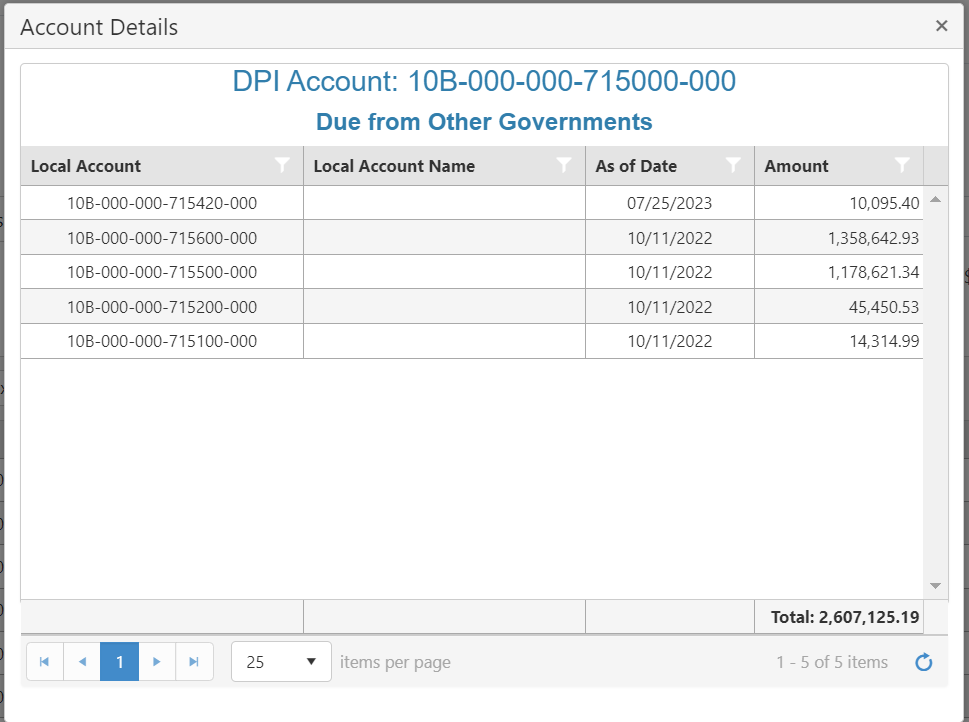 Account Details ×
DPI Account: 10B-000-000-715000-000
Due from Other Governments
Local Account Local Account Name As of Date Amount
10B-000-000-715420-000 07/25/2023 10,095.40
10B-000-000-715600-000 10/11/2022 1,358,642.93
10B-000-000-715500-000 10/11/2022 1,178,621.34
10B-000-000-715200-000 10/11/2022 45,450.53
10B-000-000-715100-000 10/11/2022 14,314.99
Total: 2,607,125.19
1 25 items per page 1 - 5 of 5 items